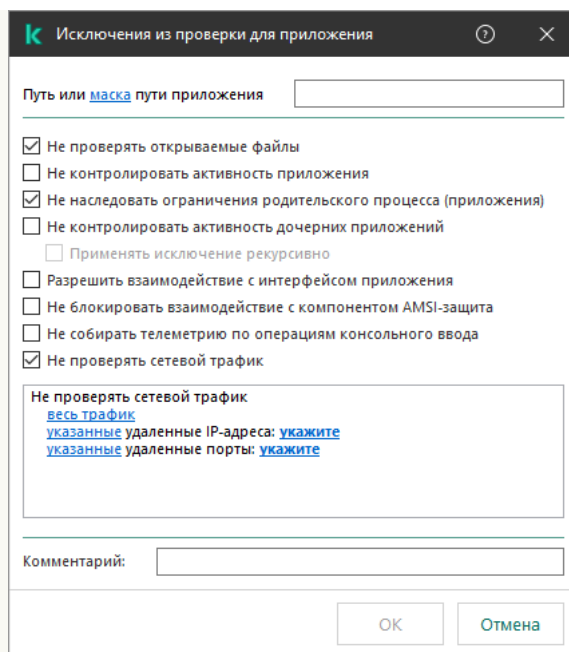 Исключения из проверки для приложения
Путь или маска пути приложения
Не проверять открываемые файлы
Не контролировать активность приложения
Не наследовать ограничения родительского процесса (приложения)
Не контролировать активность дочерних приложений
Применять исключение рекурсивно
Разрешить взаимодействие с интерфейсом приложения
Не блокировать взаимодействие с компонентом AMSI-защита
Не собирать телеметрию по операциям консольного ввода
Не проверять сетевой трафик
Не проверять сетевой трафик
весь трафик
указанные удаленные IP-адреса: укажите
указанные удаленные порты: укажите
Комментарий:
OK Отмена